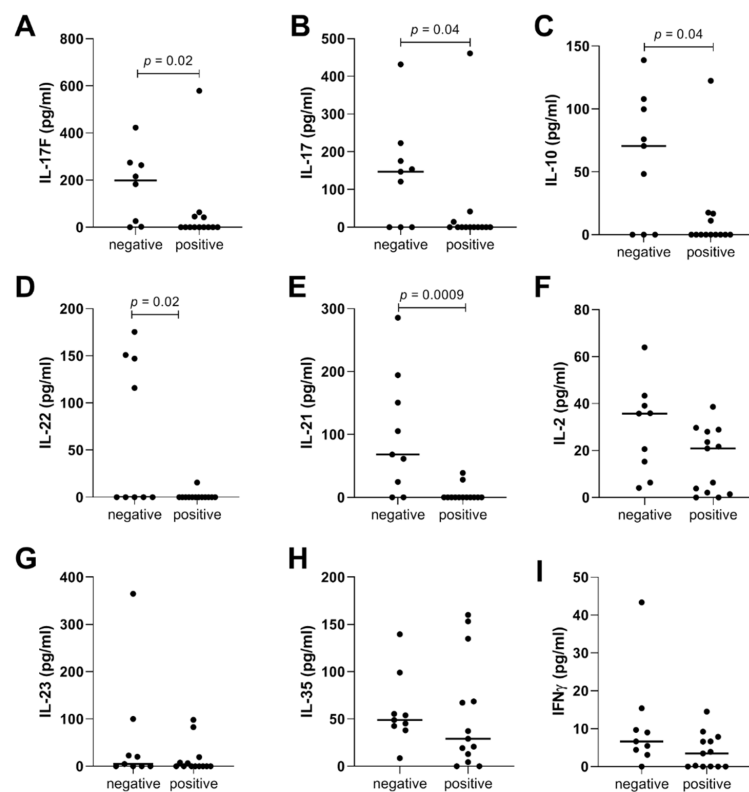 A
IL-17F (pg/ml)
800
600
400
200
0
p = 0.02
negative positive
B
IL-17 (pg/ml)
500
400
300
200
100
0
p = 0.04
negative positive
C
IL-10 (pg/ml)
150
100
50
0
p = 0.04
negative positive
D
IL-22 (pg/ml)
200
150
100
50
0
p = 0.02
negative positive
E
IL-21 (pg/ml)
300
200
100
0
p = 0.0009
negative positive
F
IL-2 (pg/ml)
80
60
40
20
0
negative positive
G
IL-23 (pg/ml)
400
300
200
100
0
negative positive
H
IL-35 (pg/ml)
200
150
100
50
0
negative positive
I
IFNγ (pg/ml)
50
40
30
20
10
0
negative positive